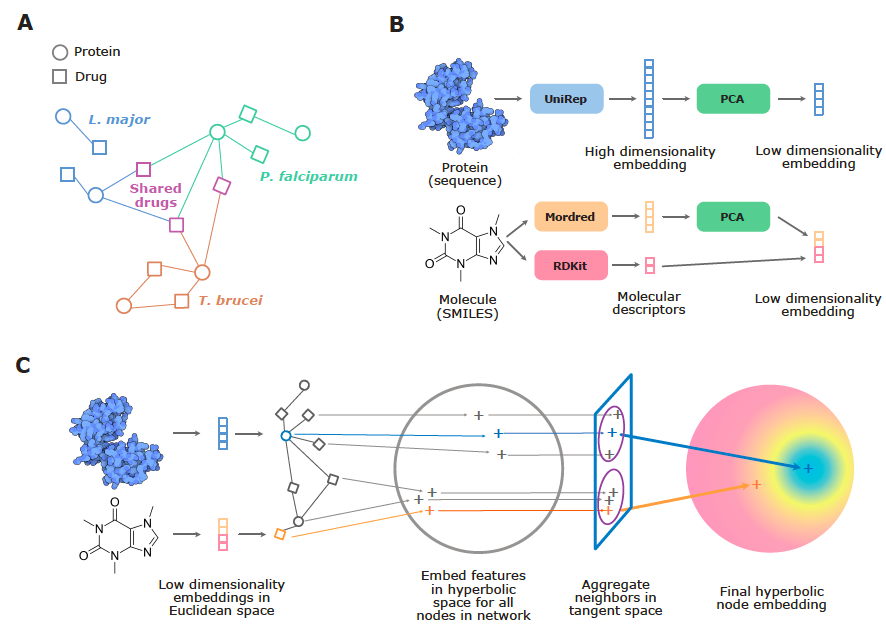 A
Protein
Drug
L. major
Shared
drugs
P. falciparum
T. brucei
B
UniRep
PCA
Protein
(sequence)
High dimensionality
embedding
Low dimensionality
embedding
Mordred
PCA
RDKit
O
N
N
O
N
N
Molecule
(SMILES)
Molecular
descriptors
Low dimensionality
embedding
C
O
N
N
O
N
N
Low dimensionality
embeddings in
Euclidean space
Embed features
in hyperbolic
space for all
nodes in network
Aggregate
neighbors in
tangent space
Final hyperbolic
node embedding